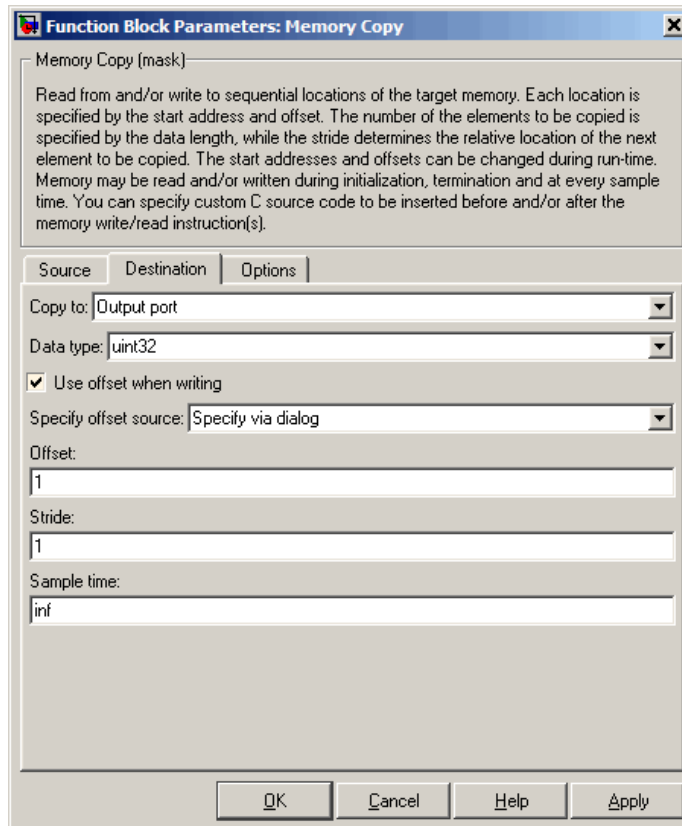 Function Block Parameters: Memory Copy
Memory Copy (mask)
Read from and/or write to sequential locations of the target memory. Each location is
specified by the start address and offset. The number of the elements to be copied is
specified by the data length, while the stride determines the relative location of the next
element to be copied. The start addresses and offsets can be changed during run-time.
Memory may be read and/or written during initialization, termination and at every sample
time. You can specify custom C source code to be inserted before and/or after the
memory write/read instruction(s).
Source Destination Options
Copy to: Output port
Data type: uint32
Use offset when writing
Specify offset source: Specify via dialog
Offset:
1
Stride:
1
Sample time:
inf
OK Cancel Help Apply